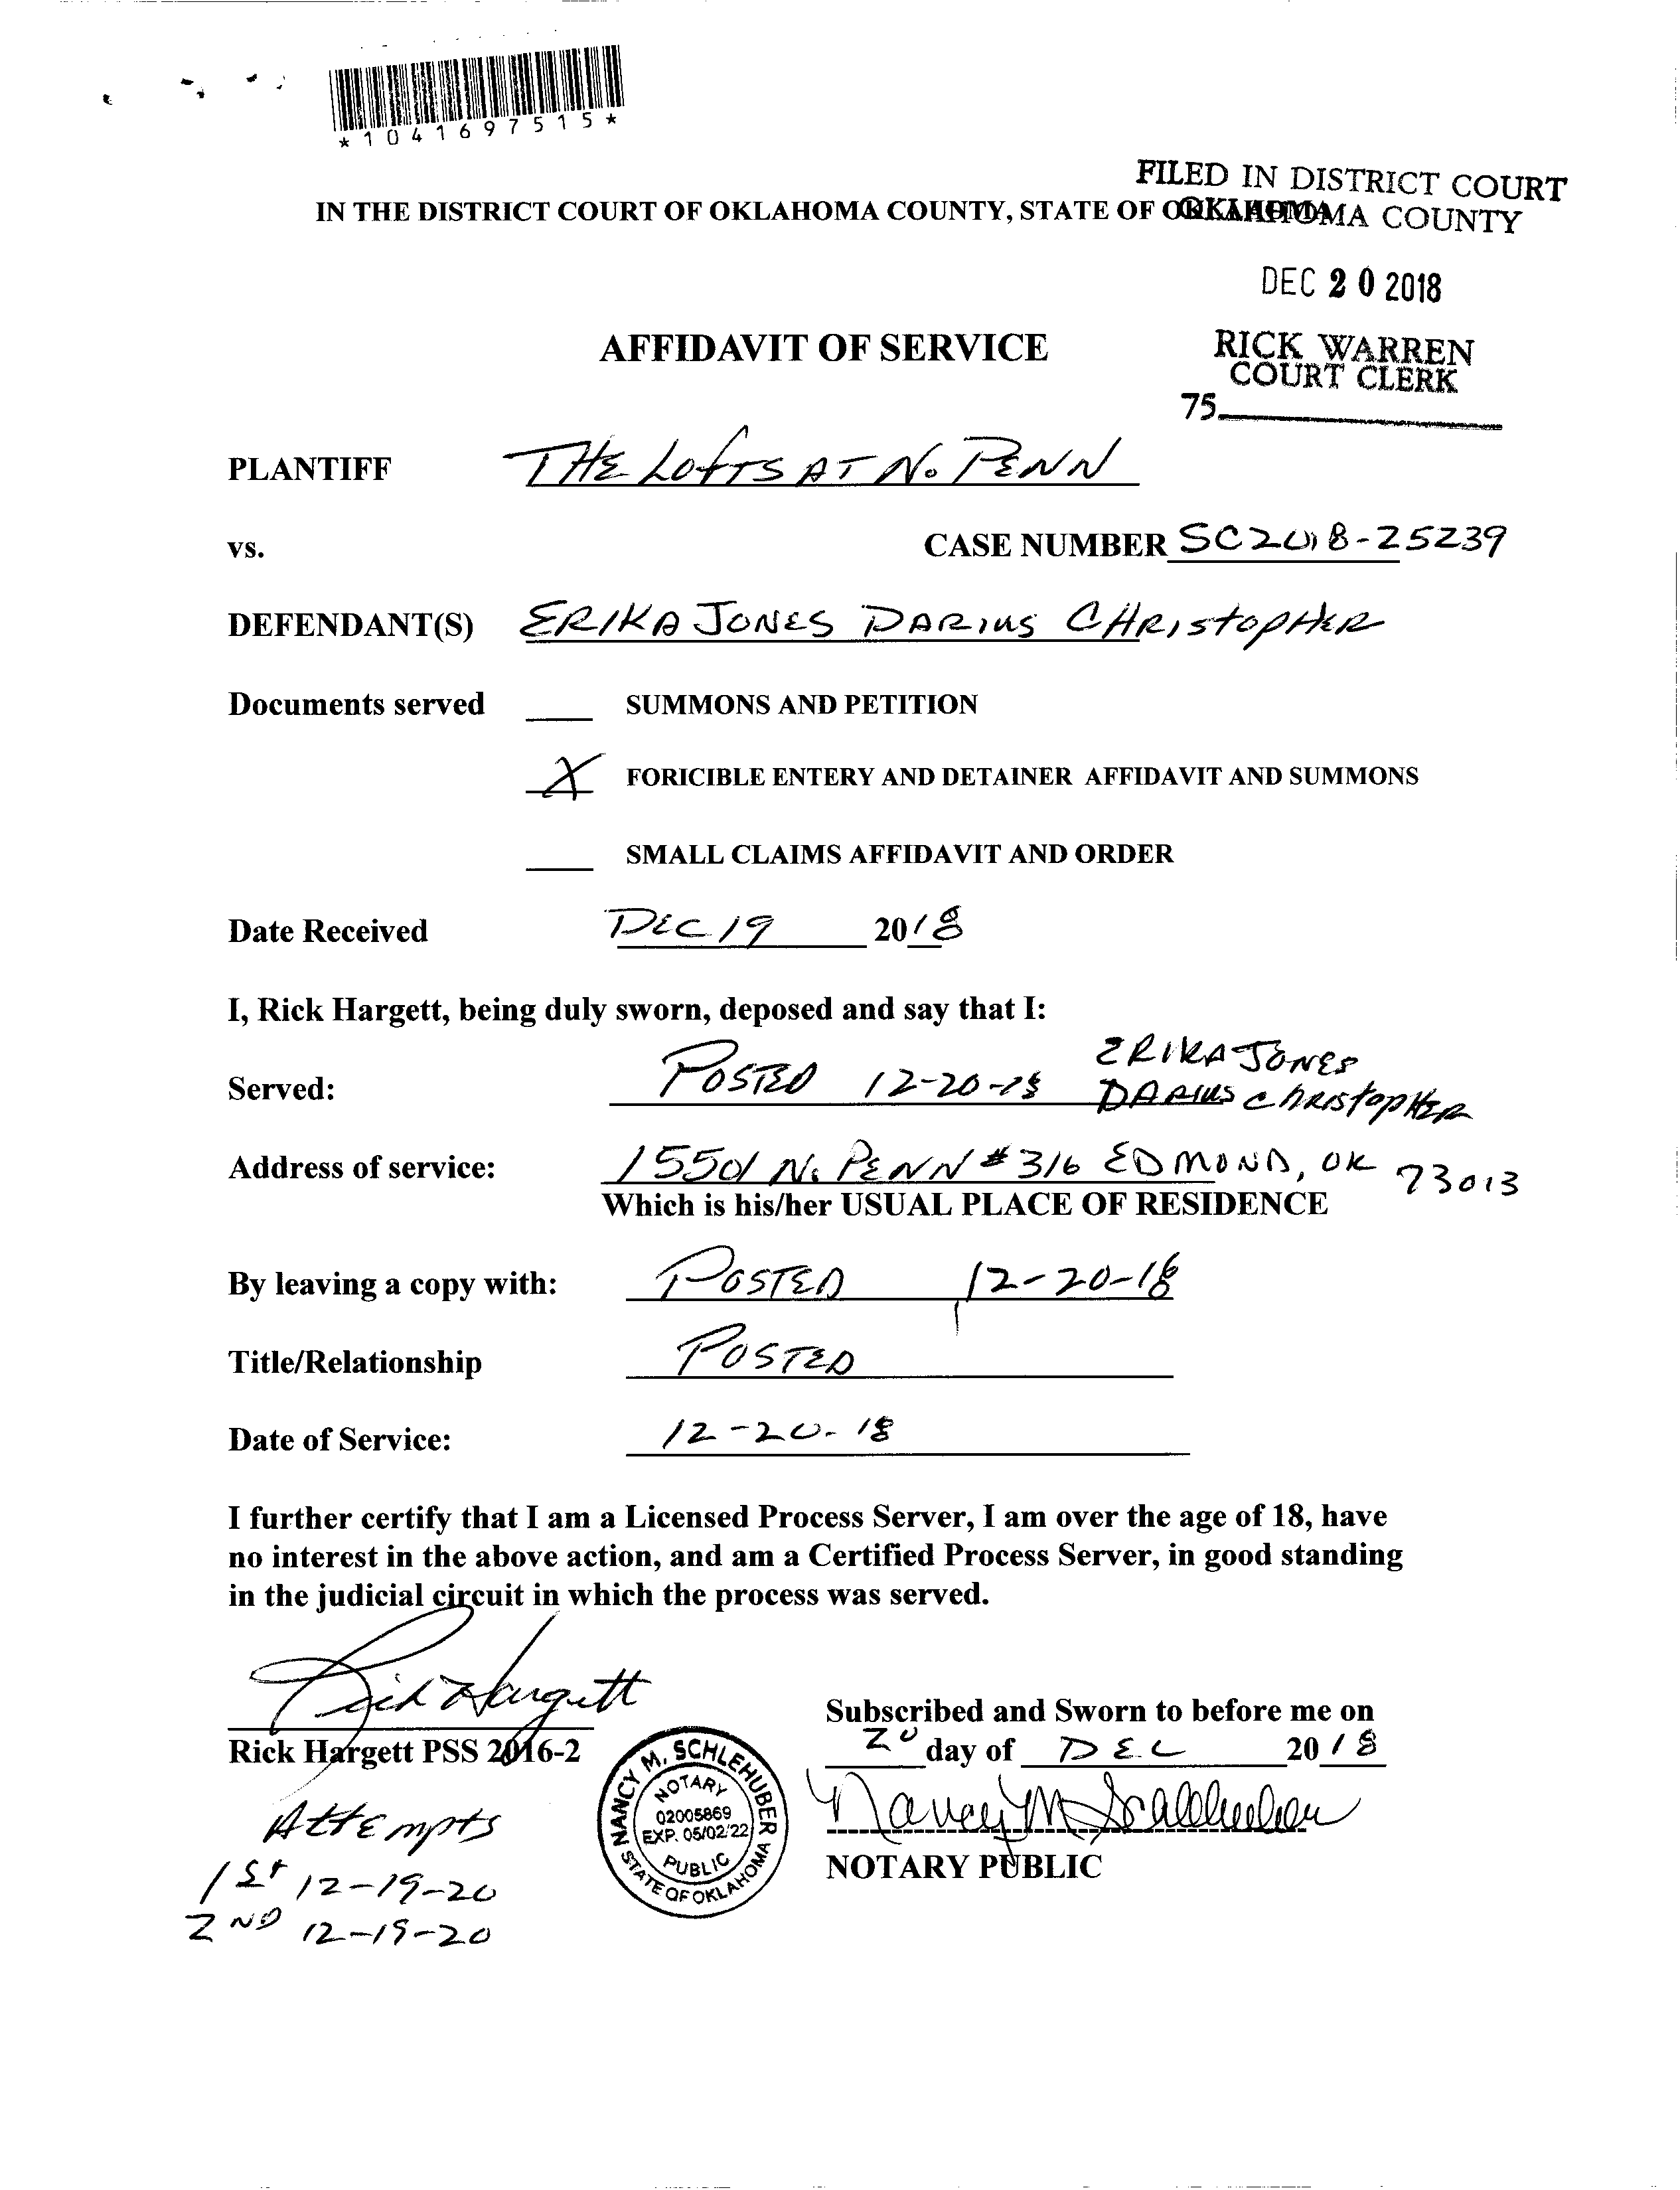 *1041697515*
FILED IN DISTRICT COURT
OKLAHOMA COUNTY
IN THE DISTRICT COURT OF OKLAHOMA COUNTY, STATE OF OKLAHOMA
DEC 20 2018
AFFIDAVIT OF SERVICE
RICK WARREN
COURT CLERK
75
PLANTIFF THE LOFTS AT N. PENN
vs. CASE NUMBER SC2018-25239
DEFENDANT(S) ERIKA JONES DARIUS CHRISTOPHER
Documents served ____ SUMMONS AND PETITION
X FORICIBLE ENTERY AND DETAINER AFFIDAVIT AND SUMMONS
____ SMALL CLAIMS AFFIDAVIT AND ORDER
Date Received DEC 19 2018
I, Rick Hargett, being duly sworn, deposed and say that I:
Served: POSTED 12-20-18 ERIKA JONES
DARIUS CHRISTOPHER
Address of service: 15501 N. PENN #316 EDMOND, OK 73013
Which is his/her USUAL PLACE OF RESIDENCE
By leaving a copy with: POSTED 12-20-18
Title/Relationship POSTED
Date of Service: 12-20-18
I further certify that I am a Licensed Process Server, I am over the age of 18, have
no interest in the above action, and am a Certified Process Server, in good standing
in the judicial circuit in which the process was served.
Rick Hargett
Rick Hargett PSS 2016-2
Subscribed and Sworn to before me on
20 day of DEC 2018
Nancy M Schlehuber
NOTARY PUBLIC
NANCY M. SCHLEHUBER
NOTARY
02005869
EXP. 05/02/22
PUBLIC
STATE OF OKLAHOMA
Attempts
1st 12-19-20
2ND 12-19-20